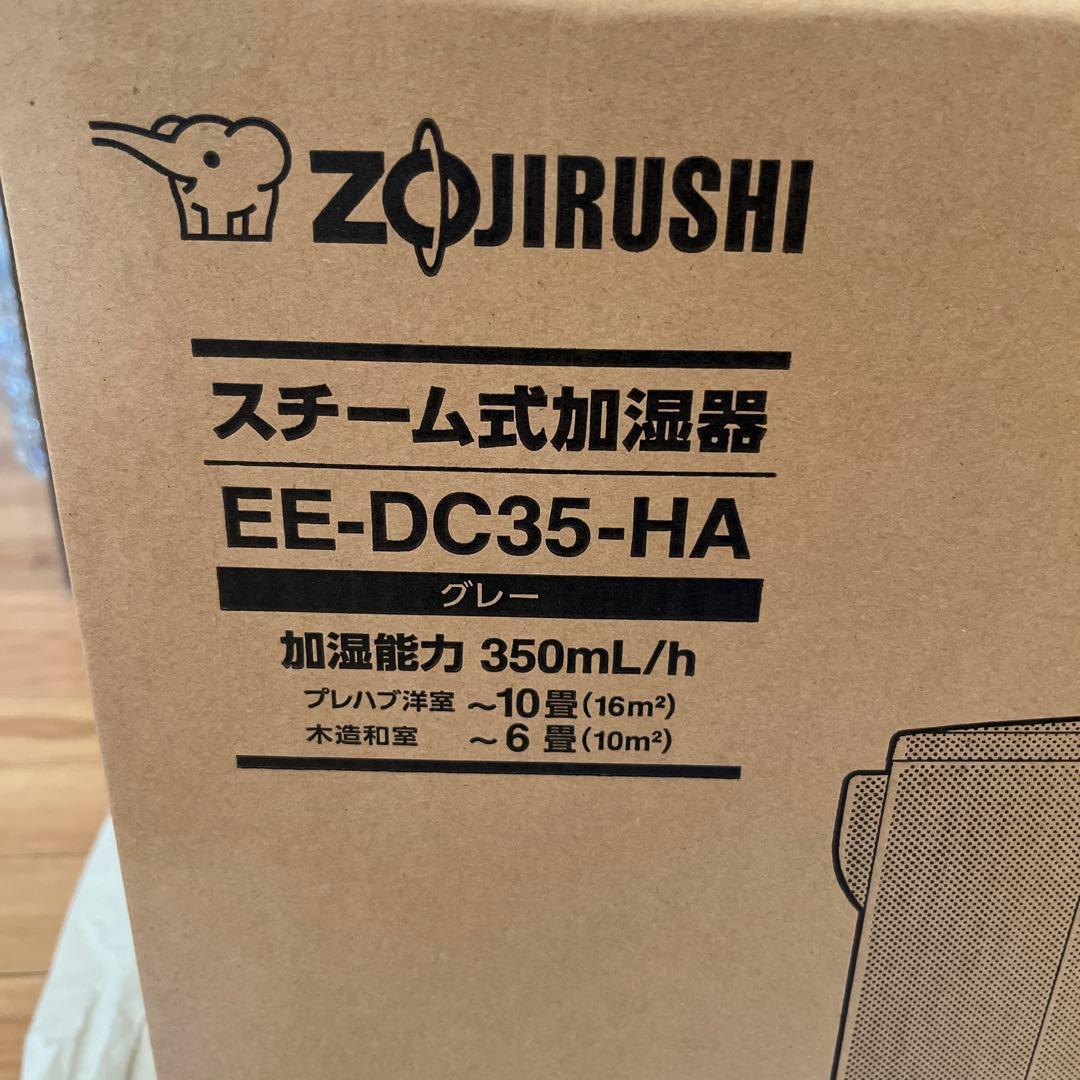 ZOJIRUSHI
スチーム式加湿器
EE-DC35-HA
グレー
加湿能力 350mL/h
プレハブ洋室 ~10畳(16m²)
木造和室 ~6畳(10m²)